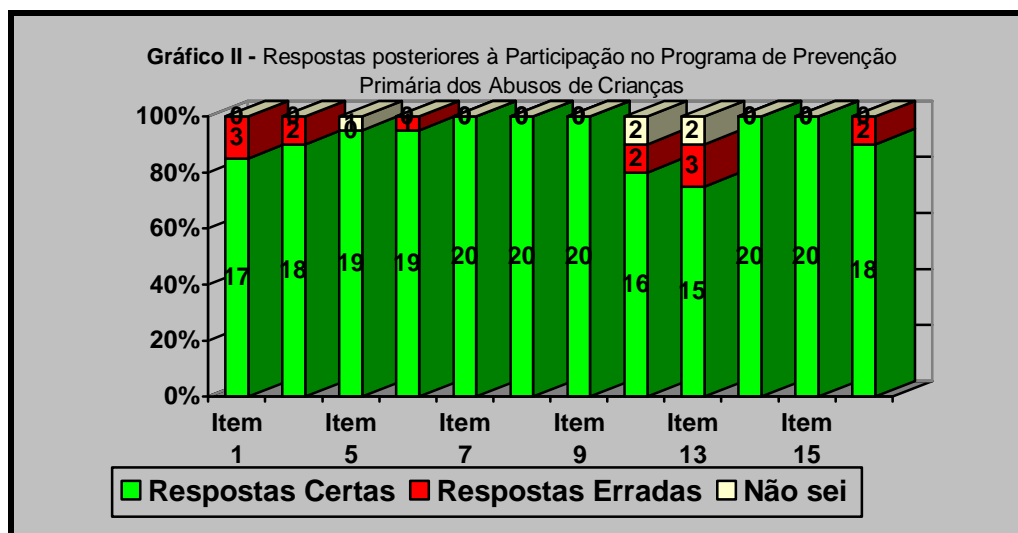 Gráfico II - Respostas posteriores à Participação no Programa de Prevenção
Primária dos Abusos de Crianças
100%
80%
60%
40%
20%
0%
0 0 1 0 0 0 0 2 2 0 0 0
3 2 0 1 2 3 2
17 18 19 19 20 20 20 16 15 20 20 18
Item Item Item Item Item Item
1 5 7 9 13 15
Respostas Certas Respostas Erradas Não sei